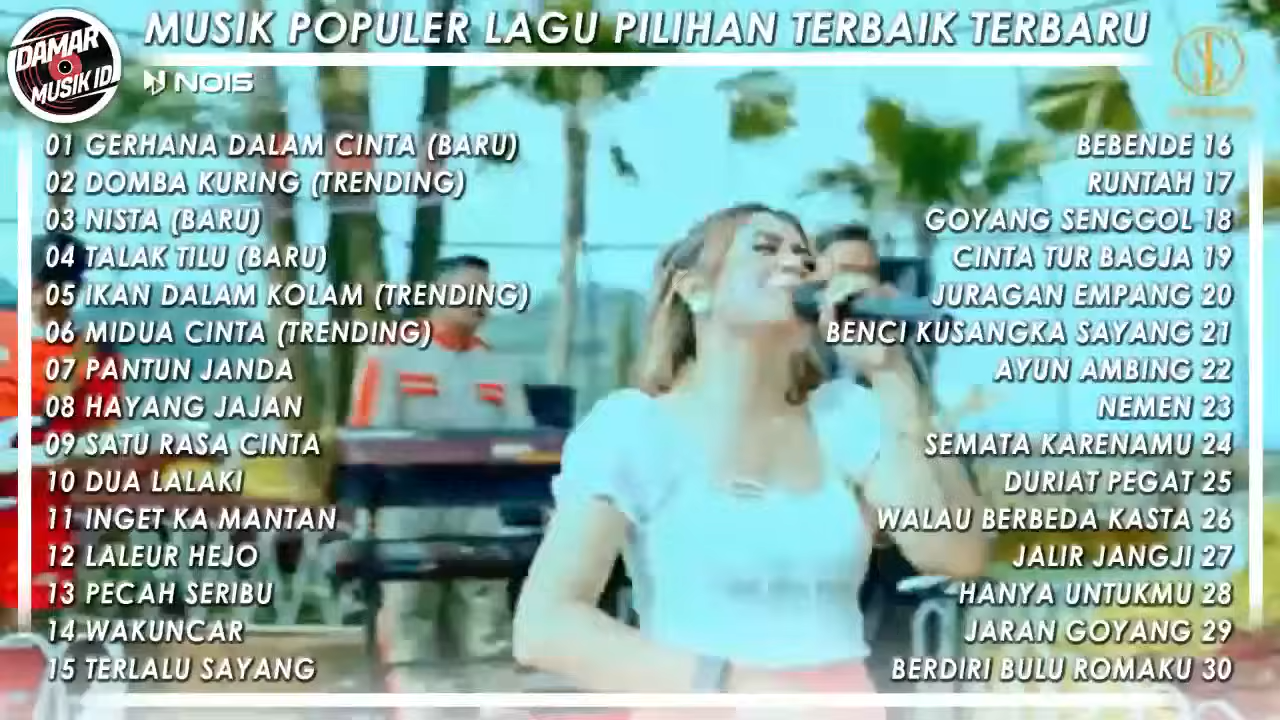 DAMAR
MUSIK ID
MUSIK POPULER LAGU PILIHAN TERBAIK TERBARU
NOIS
01 GERHANA DALAM CINTA (BARU)
02 DOMBA KURING (TRENDING)
03 NISTA (BARU)
04 TALAK TILU (BARU)
05 IKAN DALAM KOLAM (TRENDING)
06 MIDUA CINTA (TRENDING)
07 PANTUN JANDA
08 HAYANG JAJAN
09 SATU RASA CINTA
10 DUA LALAKI
11 INGET KA MANTAN
12 LALEUR HEJO
13 PECAH SERIBU
14 WAKUNCAR
15 TERLALU SAYANG
BEBENDE 16
RUNTAH 17
GOYANG SENGGOL 18
CINTA TUR BAGJA 19
JURAGAN EMPANG 20
BENCI KUSANGKA SAYANG 21
AYUN AMBING 22
NEMEN 23
SEMATA KARENAMU 24
DURIAT PEGAT 25
WALAU BERBEDA KASTA 26
JALIR JANGJI 27
HANYA UNTUKMU 28
JARAN GOYANG 29
BERDIRI BULU ROMAKU 30